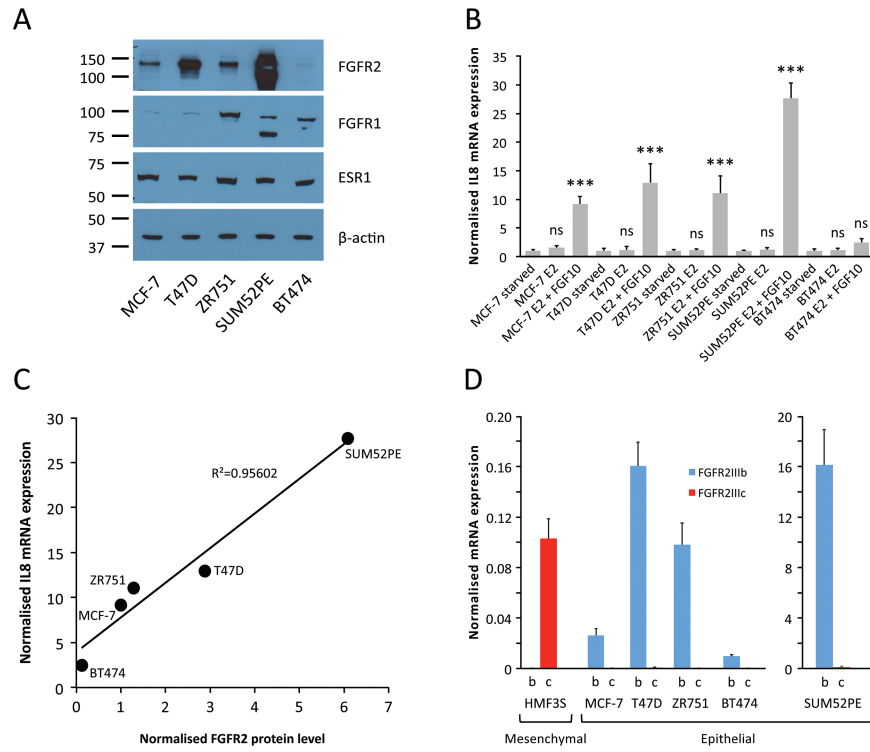 A
150
100
FGFR2
100
75
FGFR1
75
50
ESR1
50
37
β-actin
MCF-7
T47D
ZR751
SUM52PE
BT474
B
Normalised IL8 mRNA expression
35
30
25
20
15
10
5
0
ns
***
ns
***
ns
***
ns
***
ns
ns
MCF-7 starved
MCF-7 E2
MCF-7 E2 + FGF10
T47D starved
T47D E2
T47D E2 + FGF10
ZR751 starved
ZR751 E2
ZR751 E2 + FGF10
SUM52PE starved
SUM52PE E2
SUM52PE E2 + FGF10
BT474 starved
BT474 E2
BT474 E2 + FGF10
C
Normalised IL8 mRNA expression
30
25
20
15
10
5
0
R²=0.95602
SUM52PE
T47D
ZR751
MCF-7
BT474
0 1 2 3 4 5 6 7
Normalised FGFR2 protein level
D
Normalised mRNA expression
0.20
0.16
0.12
0.08
0.04
0
FGFR2IIIb
FGFR2IIIc
20
16
12
8
4
0
b c b c b c b c b c b c
HMF3S MCF-7 T47D ZR751 BT474 SUM52PE
Mesenchymal Epithelial